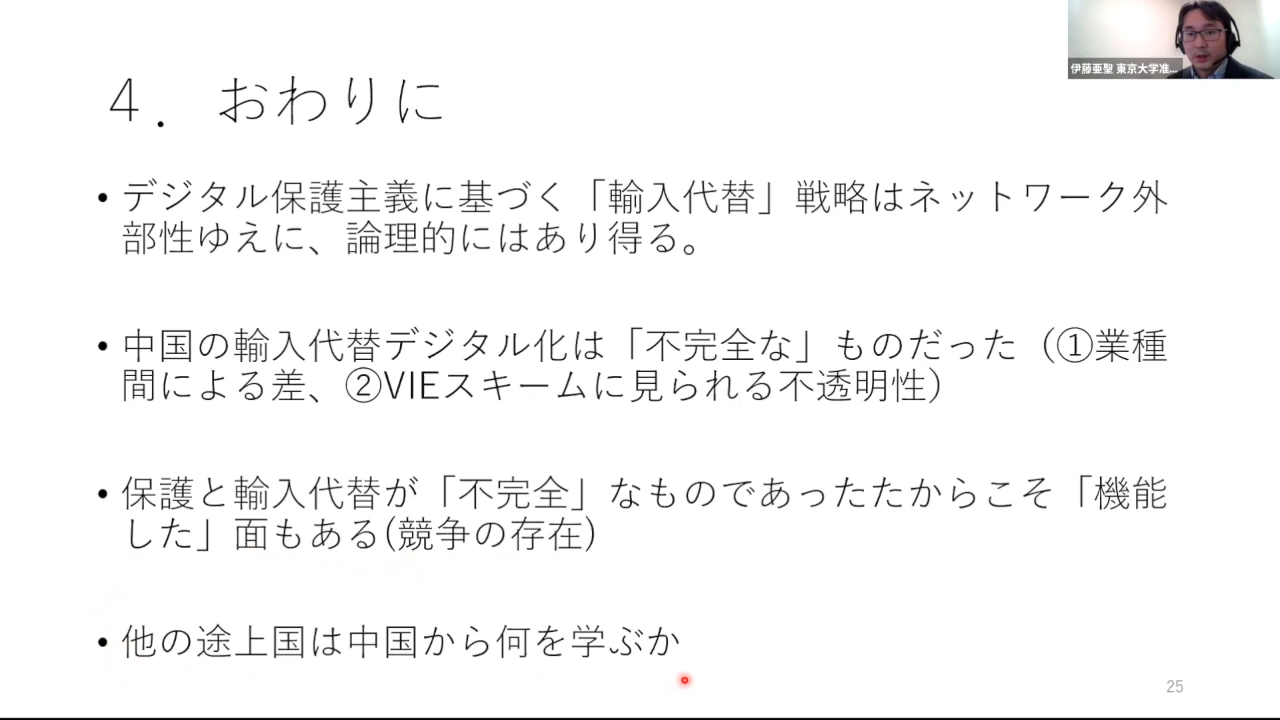 伊藤亜聖 東京大学准...
4. おわりに
• デジタル保護主義に基づく「輸入代替」戦略はネットワーク外
部性ゆえに、論理的にはあり得る。
• 中国の輸入代替デジタル化は「不完全な」ものだった（①業種
間による差、②VIEスキームに見られる不透明性）
• 保護と輸入代替が「不完全」なものであったたからこそ「機能
した」面もある(競争の存在)
• 他の途上国は中国から何を学ぶか
25